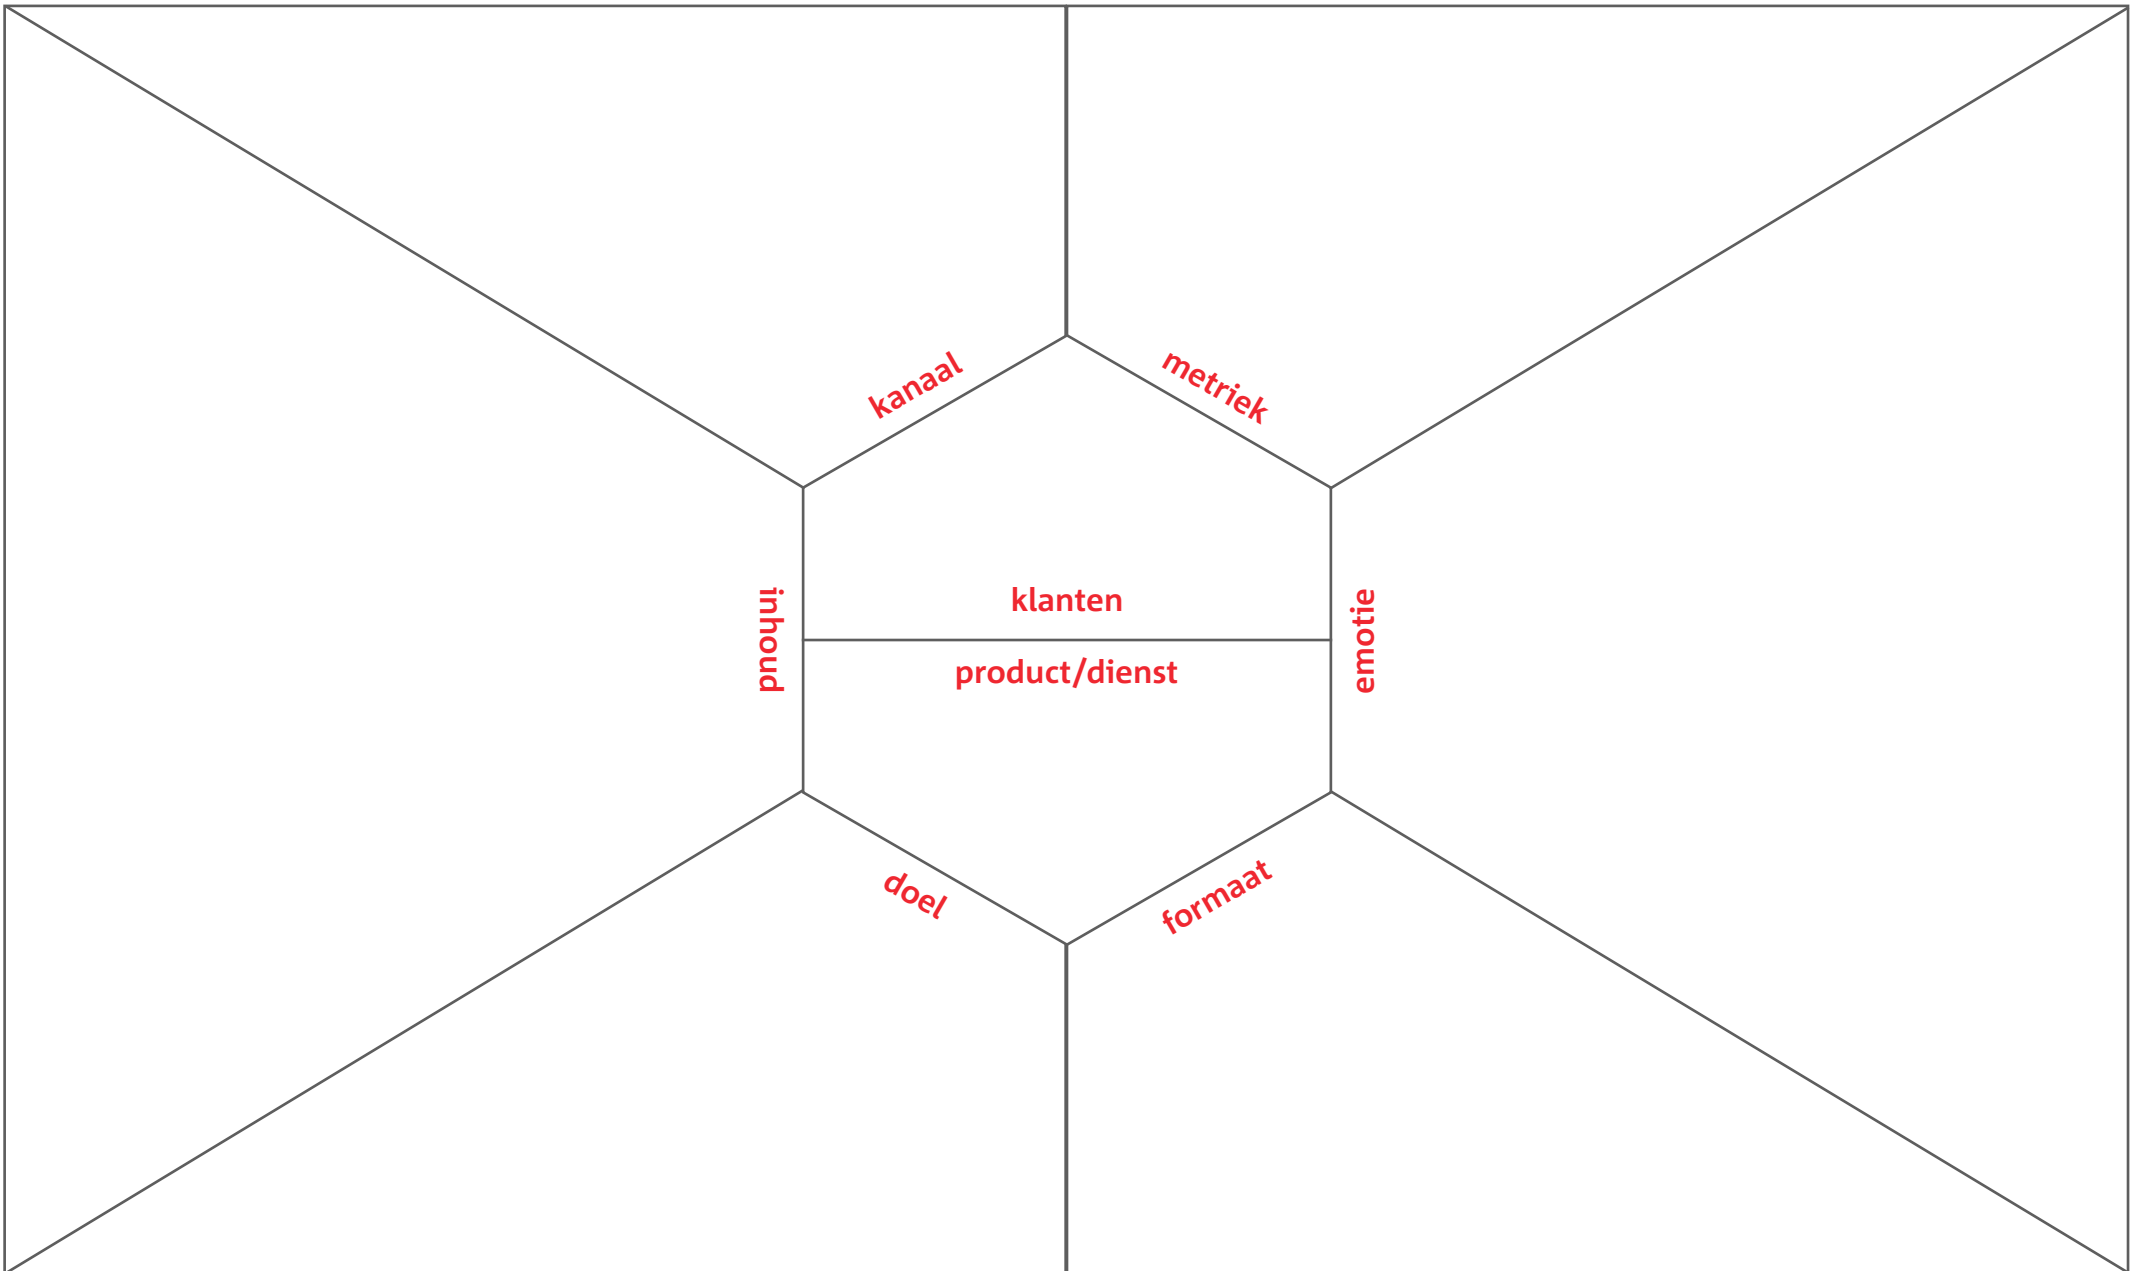 kanaal
metriek
inhoud
klanten
emotie
product/dienst
doel
formaat